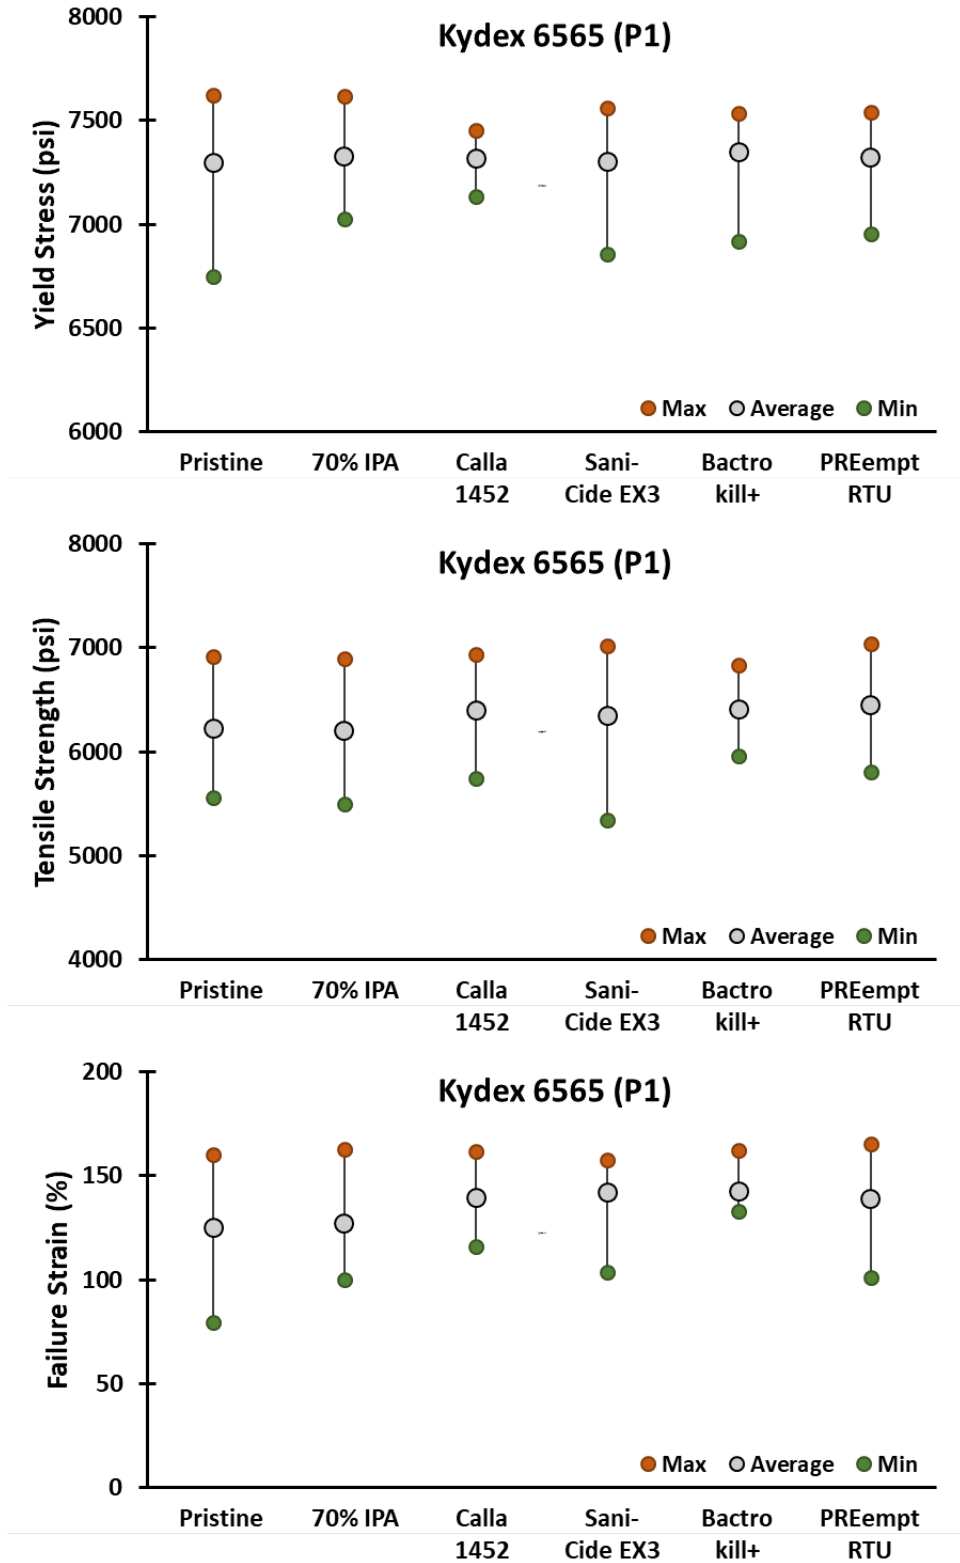 Kydex 6565 (P1)
Yield Stress (psi)
8000
7500
7000
6500
6000
Max Average Min
Pristine 70% IPA Calla 1452 Sani-Cide EX3 Bactro kill+ PREempt RTU
Kydex 6565 (P1)
Tensile Strength (psi)
8000
7000
6000
5000
4000
Max Average Min
Pristine 70% IPA Calla 1452 Sani-Cide EX3 Bactro kill+ PREempt RTU
Kydex 6565 (P1)
Failure Strain (%)
200
150
100
50
0
Max Average Min
Pristine 70% IPA Calla 1452 Sani-Cide EX3 Bactro kill+ PREempt RTU